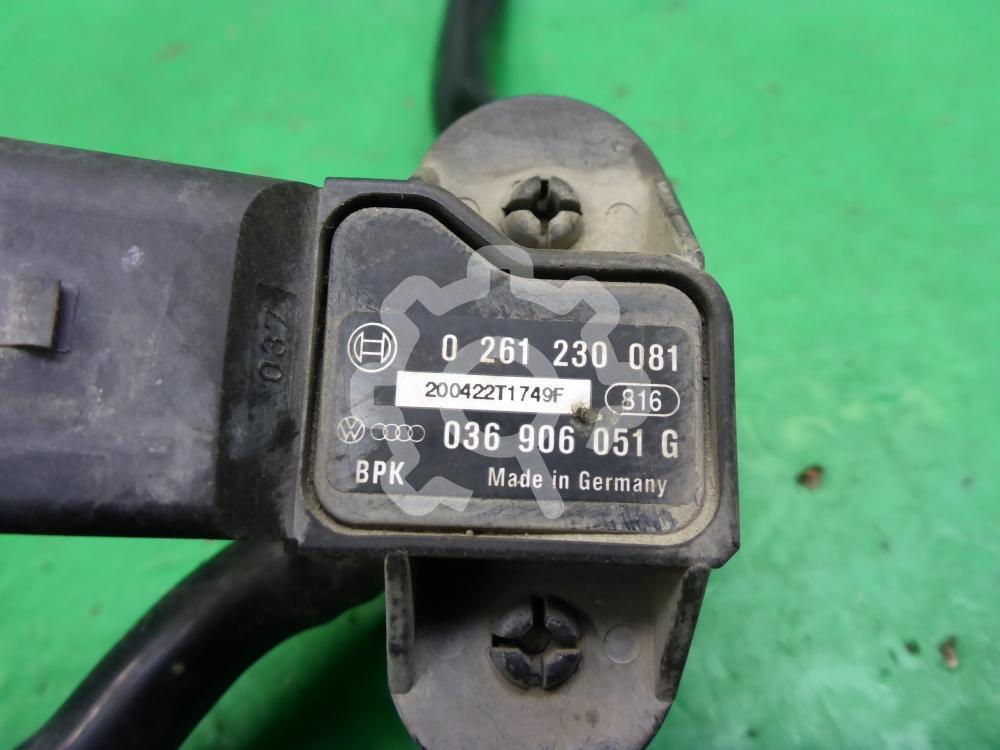 037
0 261 230 081
200422T1749F 816
036 906 051 G
BPK Made in Germany